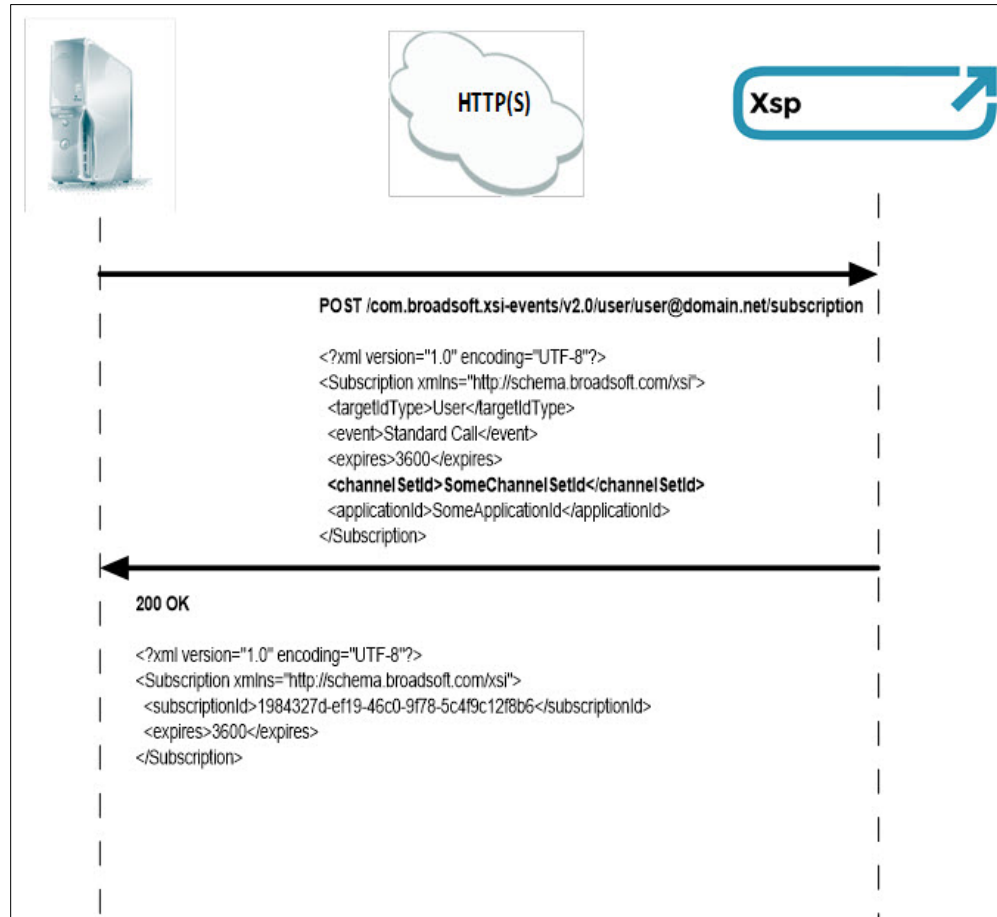 HTTP(S)
Xsp
POST /com.broadsoft.xsi-events/v2.0/user/user@domain.net/subscription
<?xml version="1.0" encoding="UTF-8"?>
<Subscription xmlns="http://schema.broadsoft.com/xsi">
<targetIdType>User</targetIdType>
<event>Standard Call</event>
<expires>3600</expires>
<channelSetId>SomeChannelSetId</channelSetId>
<applicationId>SomeApplicationId</applicationId>
</Subscription>
200 OK
<?xml version="1.0" encoding="UTF-8"?>
<Subscription xmlns="http://schema.broadsoft.com/xsi">
<subscriptionId>1984327d-ef19-46c0-9f78-5c4f9c12f8b6</subscriptionId>
<expires>3600</expires>
</Subscription>